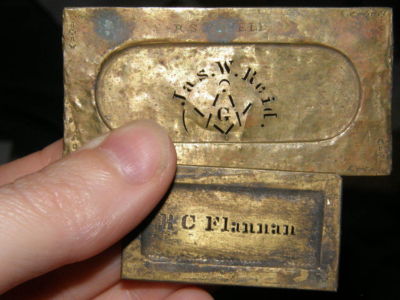 Jas. W. Reid.
G
C Flannan